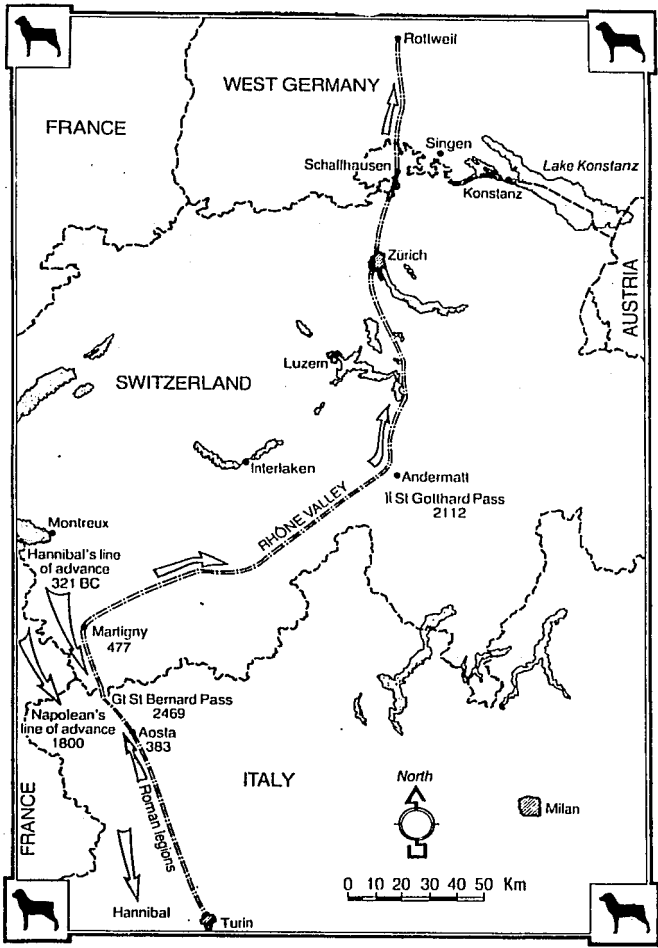 Rottweil
WEST GERMANY
FRANCE
Singen
Schaffhausen
Lake Konstanz
Konstanz
Zürich
AUSTRIA
Luzern
SWITZERLAND
Interlaken
Andermatt
St Gotthard Pass
2112
RHÔNE VALLEY
Montreux
Hannibal's line
of advance
321 BC
Martigny
477
Gt St Bernard Pass
2469
Napolean's
line of advance
1800
Aosta
383
ITALY
North
FRANCE
Roman legions
Milan
0 10 20 30 40 50 Km
Hannibal
Turin